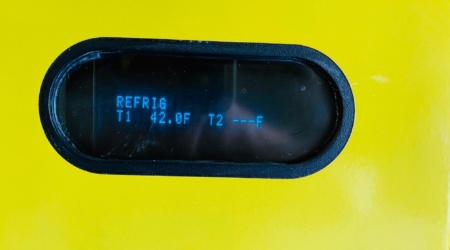 REFRIG
T1 42.0F T2 ---F